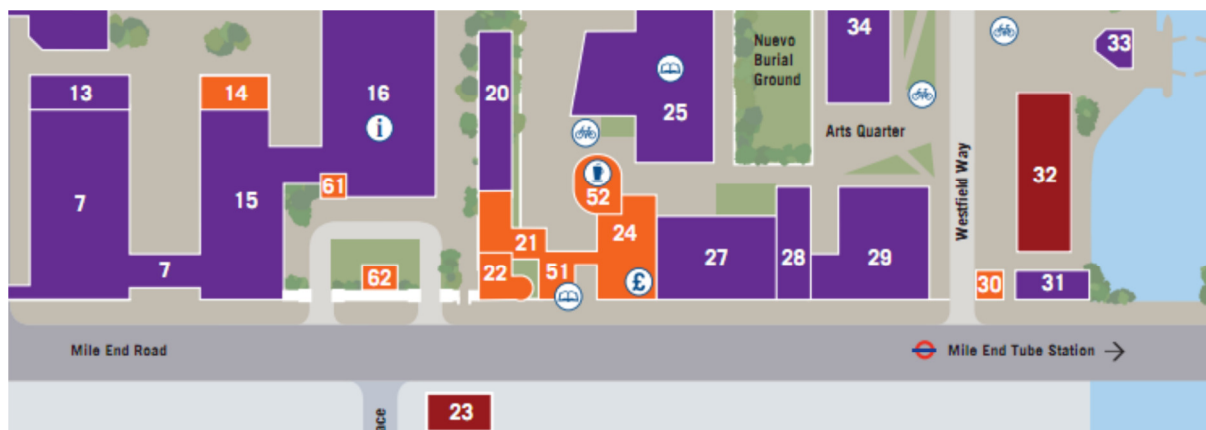 34
33
Nuevo
Burial
Ground
13
14
16
20
25
Arts Quarter
i
61
52
32
7
15
Westfield Way
21
24
27
28
29
7
62
22
51
£
30
31
Mile End Road
Mile End Tube Station
23
ace